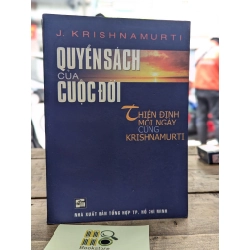 J. KRISHNAMURTI
QUYỂN SÁCH
CỦA
CUỘC ĐỜI
THIỀN ĐỊNH
MỖI NGÀY
CÙNG
KRISHNAMURTI
NHÀ XUẤT BẢN TỔNG HỢP TP. HỒ CHÍ MINH